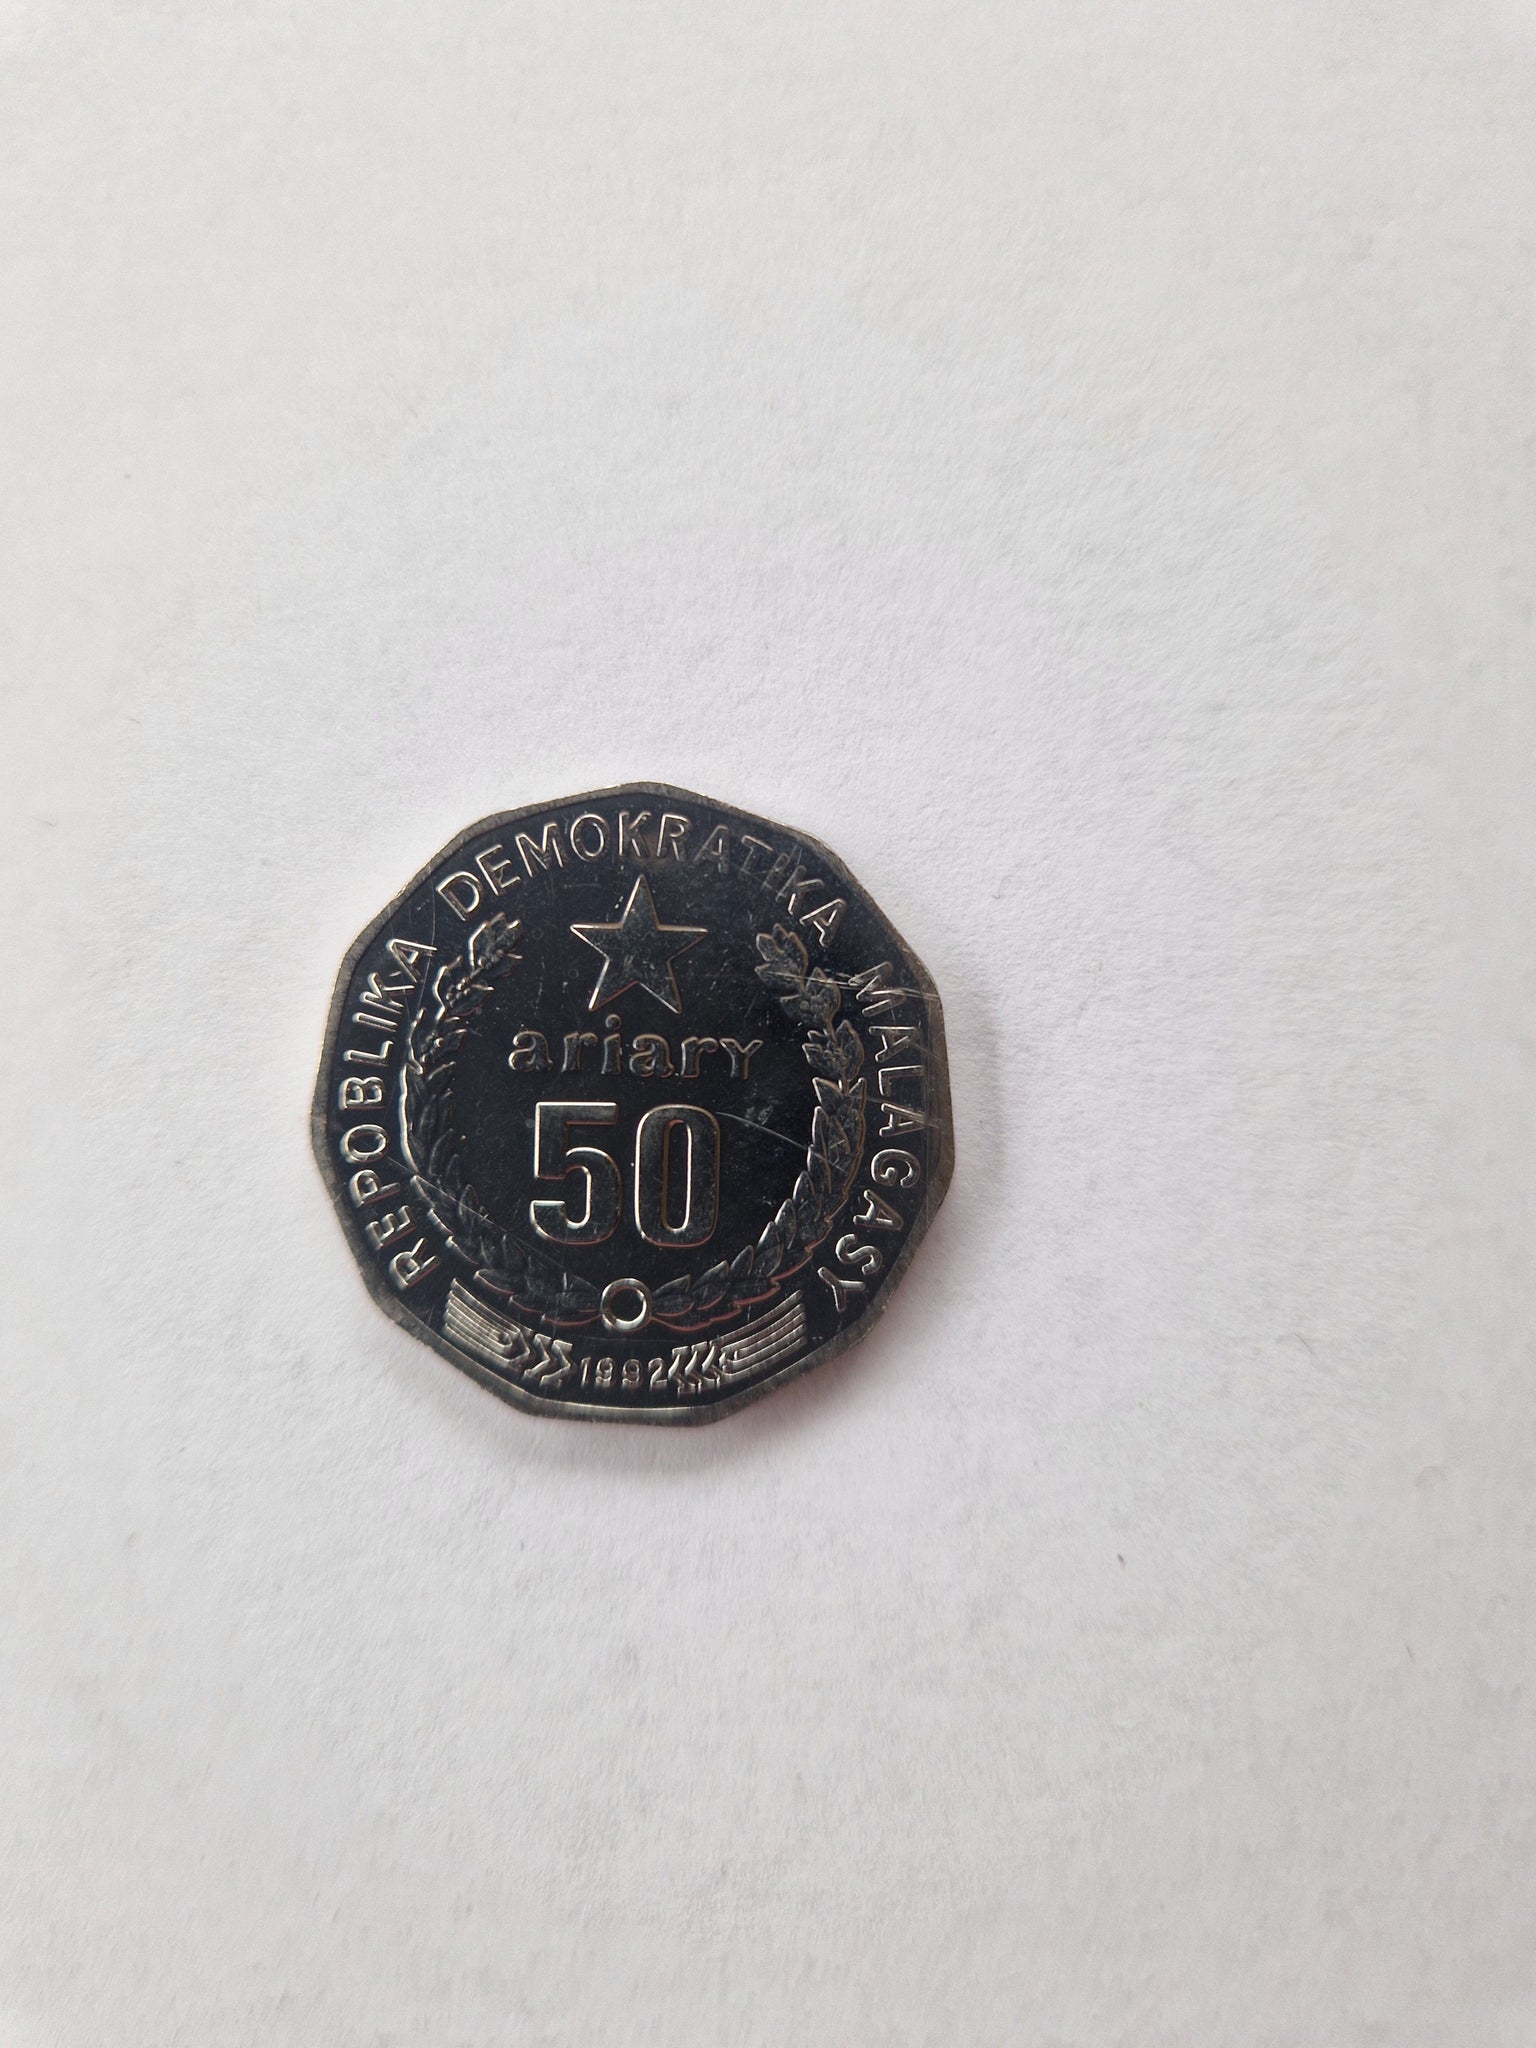 REPOBLIKA DEMOKRATIKA MALAGASY
ariary
50
1992